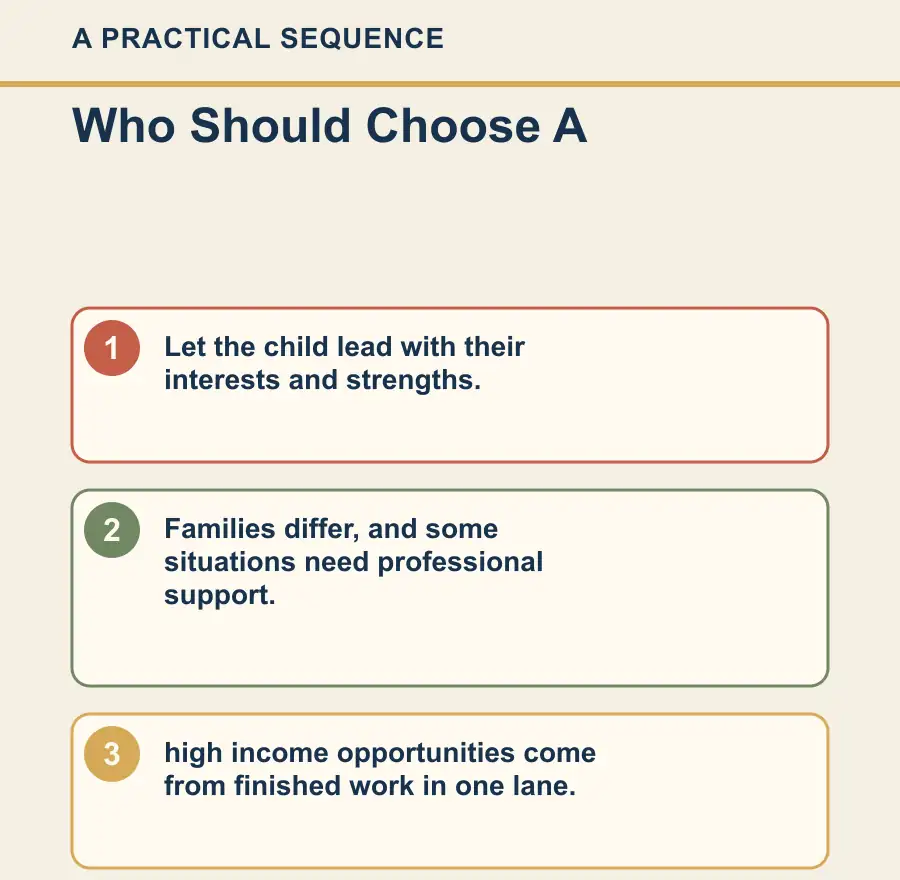 A PRACTICAL SEQUENCE
Who Should Choose A
1
Let the child lead with their
interests and strengths.
2
Families differ, and some
situations need professional
support.
3
high income opportunities come
from finished work in one lane.